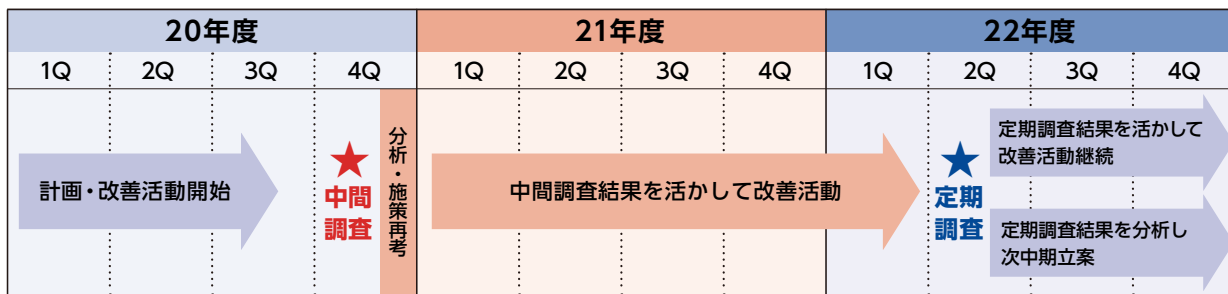 20年度 21年度 22年度
1Q 2Q 3Q 4Q 1Q 2Q 3Q 4Q 1Q 2Q 3Q 4Q
計画・改善活動開始
中間
調査
分析・施策再考
中間調査結果を活かして改善活動
定期
調査
定期調査結果を活かして
改善活動継続
定期調査結果を分析し
次中期立案